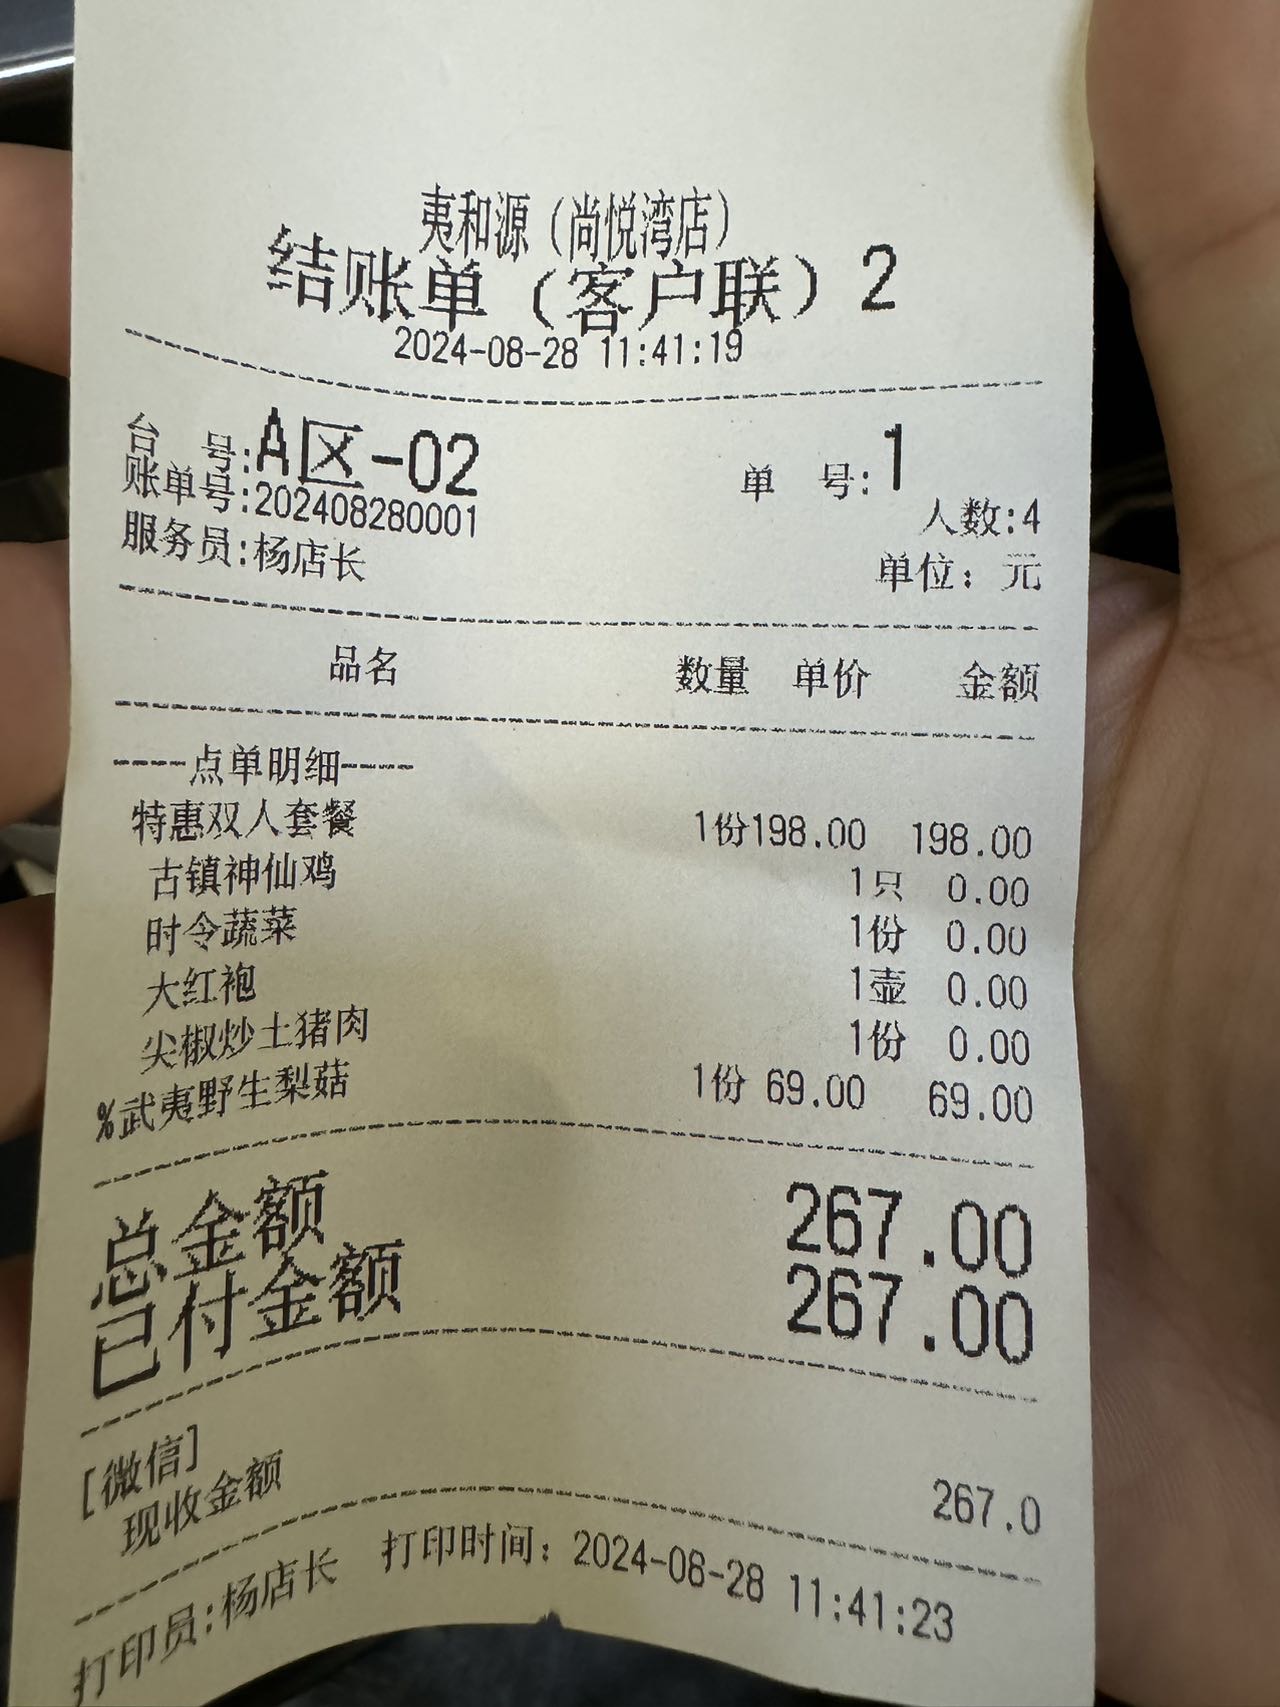 夷和源（尚悦湾店）
结账单（客户联）2
2024-08-28 11:41:19
台 号:A区-02 单 号:1
账单号:202408280001 人数:4
服务员:杨店长 单位：元
品名 数量 单价 金额
----点单明细----
特惠双人套餐 1份198.00 198.00
古镇神仙鸡 1只 0.00
时令蔬菜 1份 0.00
大红袍 1壶 0.00
尖椒炒土猪肉 1份 0.00
%武夷野生梨菇 1份 69.00 69.00
总金额 267.00
已付金额 267.00
[微信]
现收金额 267.0
打印员:杨店长 打印时间：2024-08-28 11:41:23